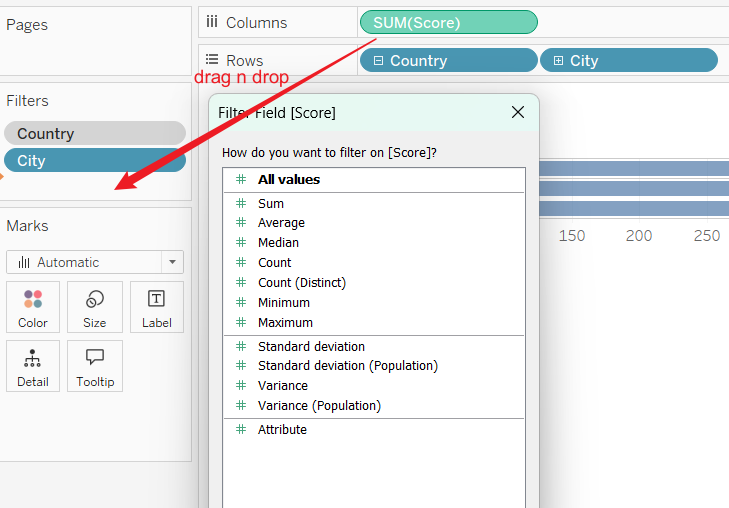 Pages
Columns
SUM(Score)
Rows
Country
City
drag n drop
Filters
Country
City
Filter Field [Score]
How do you want to filter on [Score]?
All values
Sum
Average
Median
Count
Count (Distinct)
Minimum
Maximum
Standard deviation
Standard deviation (Population)
Variance
Variance (Population)
Attribute
Marks
Automatic
Color
Size
Label
Detail
Tooltip
150
200
250